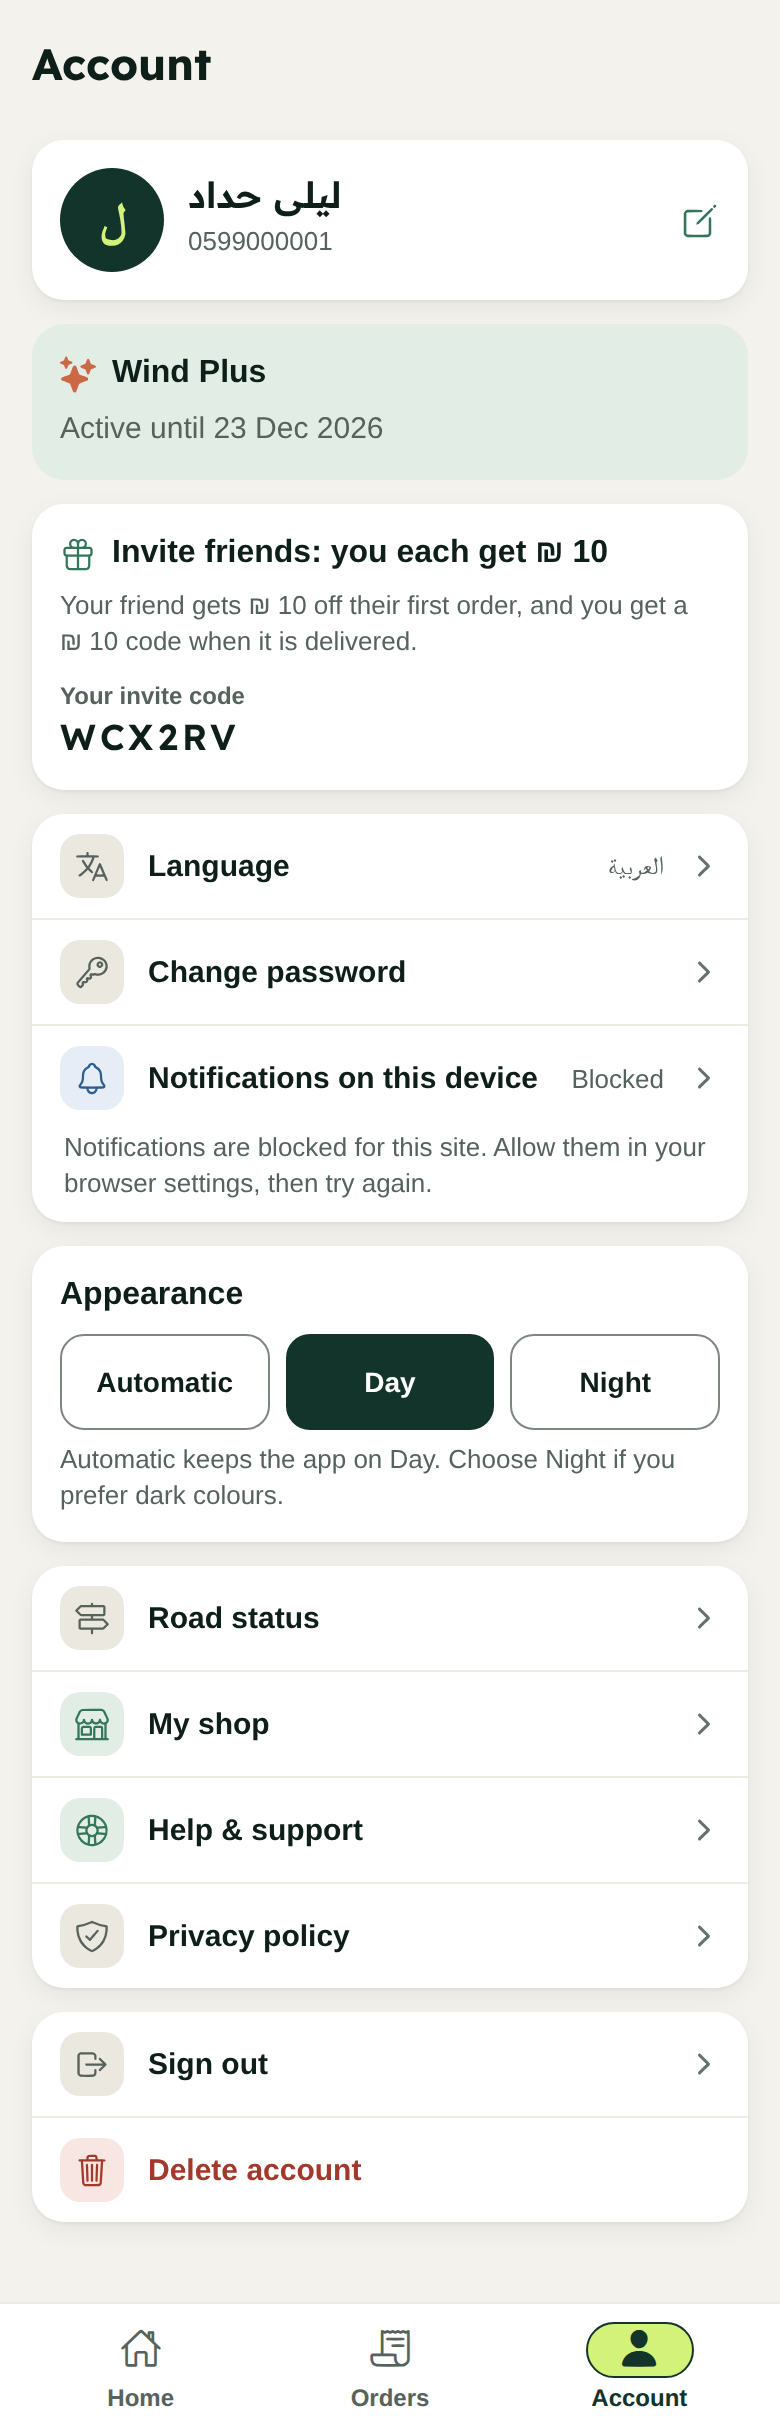 Account
ل
ليلى حداد
0599000001
Wind Plus
Active until 23 Dec 2026
Invite friends: you each get ₪ 10
Your friend gets ₪ 10 off their first order, and you get a
₪ 10 code when it is delivered.
Your invite code
WCX2RV
Language العربية
Change password
Notifications on this device Blocked
Notifications are blocked for this site. Allow them in your
browser settings, then try again.
Appearance
Automatic Day Night
Automatic keeps the app on Day. Choose Night if you
prefer dark colours.
Road status
My shop
Help & support
Privacy policy
Sign out
Delete account
Home Orders Account